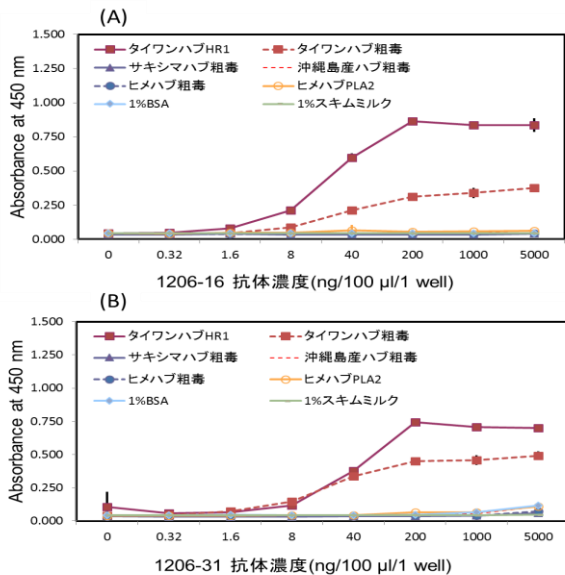 (A)
1.500
1.250
1.000
0.750
0.500
0.250
0.000
Absorbance at 450 nm
タイワンハブHR1
タイワンハブ粗毒
サキシマハブ粗毒
沖縄島産ハブ粗毒
ヒメハブ粗毒
ヒメハブPLA2
1%BSA
1%スキムミルク
0 0.32 1.6 8 40 200 1000 5000
1206-16 抗体濃度(ng/100 µl/1 well)
(B)
1.500
1.250
1.000
0.750
0.500
0.250
0.000
Absorbance at 450 nm
タイワンハブHR1
タイワンハブ粗毒
サキシマハブ粗毒
沖縄島産ハブ粗毒
ヒメハブ粗毒
ヒメハブPLA2
1%BSA
1%スキムミルク
0 0.32 1.6 8 40 200 1000 5000
1206-31 抗体濃度(ng/100 µl/1 well)